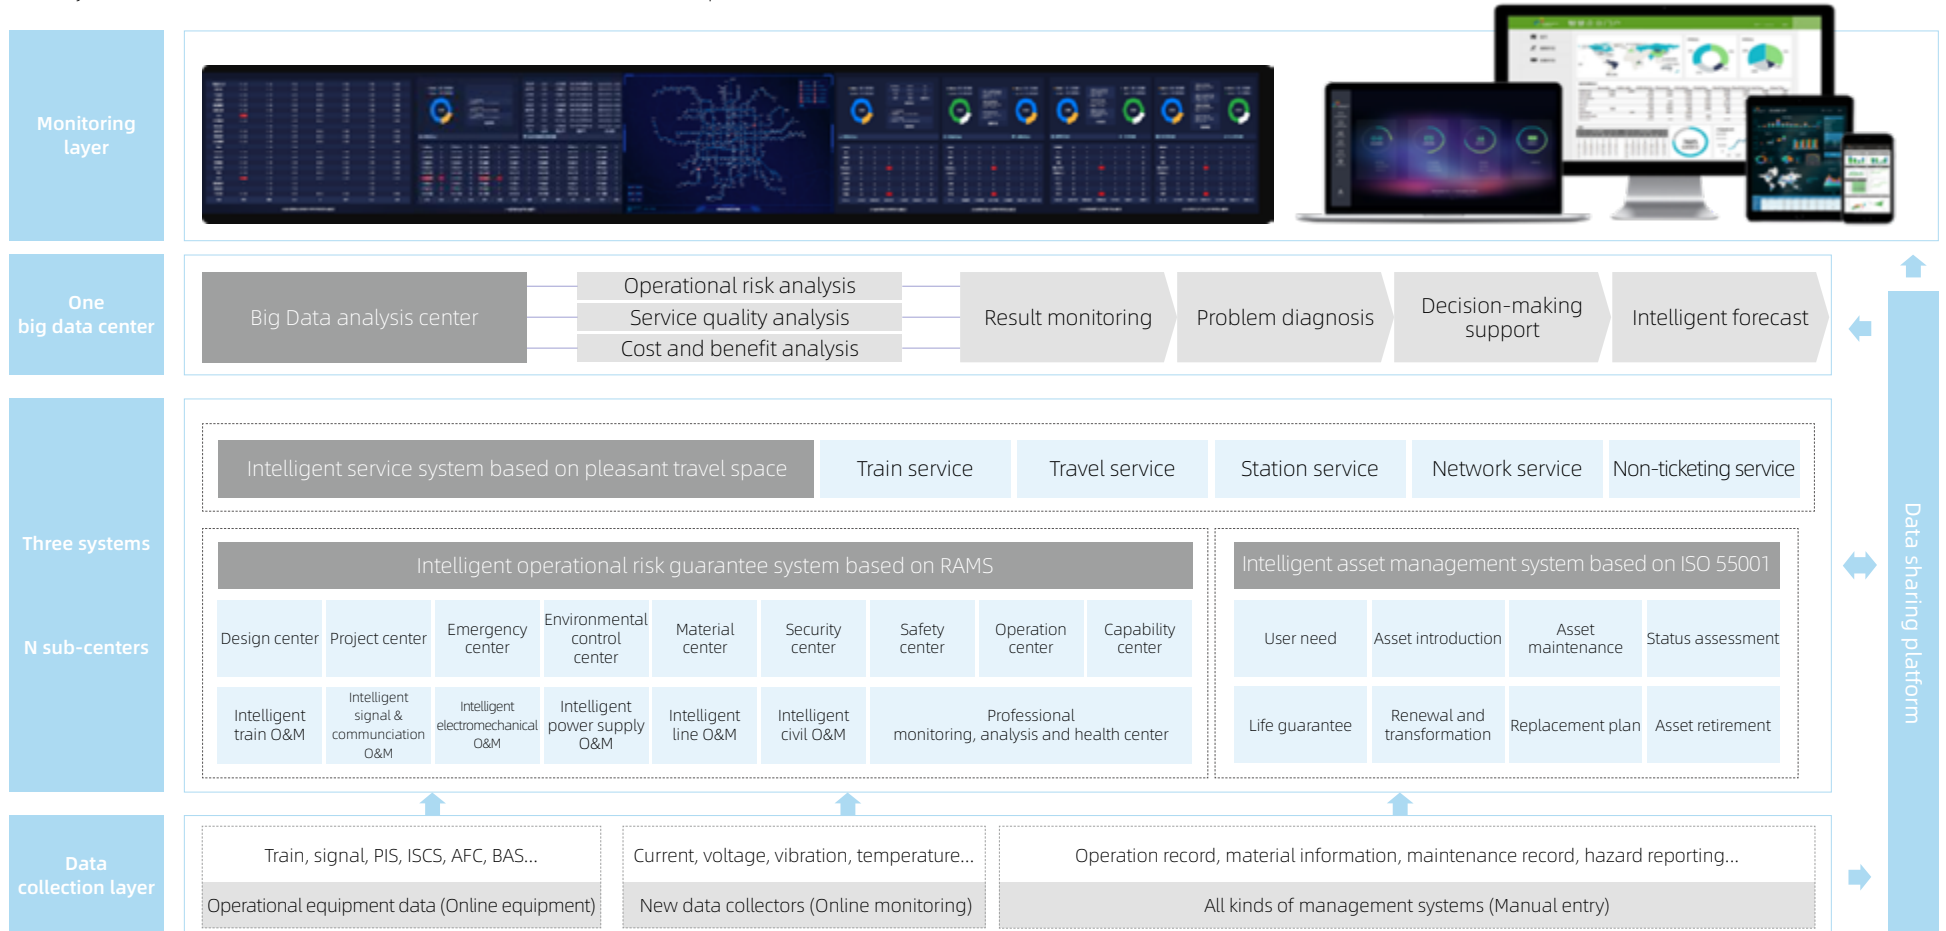 Monitoring
layer
One
big data center
Big Data analysis center
Operational risk analysis
Service quality analysis
Cost and benefit analysis
Result monitoring
Problem diagnosis
Decision-making
support
Intelligent forecast
Three systems
N sub-centers
Intelligent service system based on pleasant travel space
Train service
Travel service
Station service
Network service
Non-ticketing service
Intelligent operational risk guarantee system based on RAMS
Design center
Project center
Emergency
center
Environmental
control
center
Material
center
Security
center
Safety
center
Operation
center
Capability
center
Intelligent
train O&M
Intelligent
signal &
communciation
O&M
Intelligent
electromechanical
O&M
Intelligent
power supply
O&M
Intelligent
line O&M
Intelligent
civil O&M
Professional
monitoring, analysis and health center
Intelligent asset management system based on ISO 55001
User need
Asset introduction
Asset
maintenance
Status assessment
Life guarantee
Renewal and
transformation
Replacement plan
Asset retirement
Data sharing platform
Data
collection layer
Train, signal, PIS, ISCS, AFC, BAS...
Operational equipment data (Online equipment)
Current, voltage, vibration, temperature...
New data collectors (Online monitoring)
Operation record, material information, maintenance record, hazard reporting...
All kinds of management systems (Manual entry)